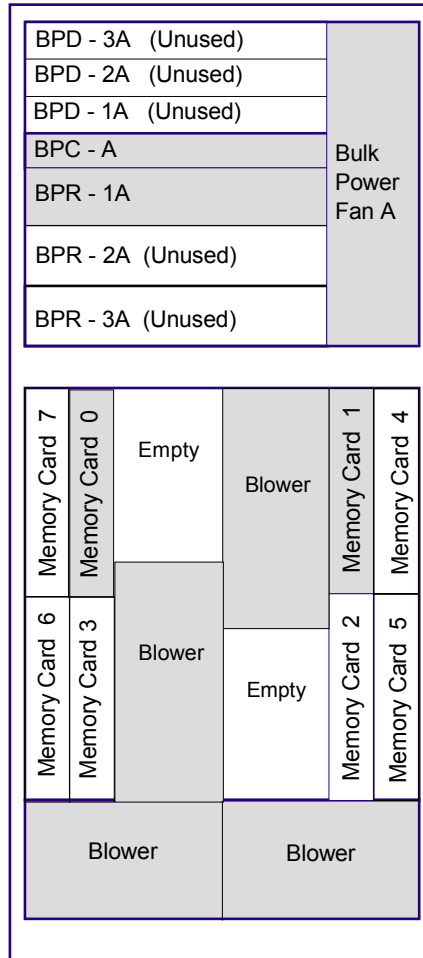 BPD - 3A (Unused)
BPD - 2A (Unused)
BPD - 1A (Unused)
BPC - A
BPR - 1A
BPR - 2A (Unused)
BPR - 3A (Unused)
Bulk
Power
Fan A
Memory Card 7
Memory Card 0
Empty
Blower
Memory Card 1
Memory Card 4
Memory Card 6
Memory Card 3
Blower
Empty
Memory Card 2
Memory Card 5
Blower
Blower